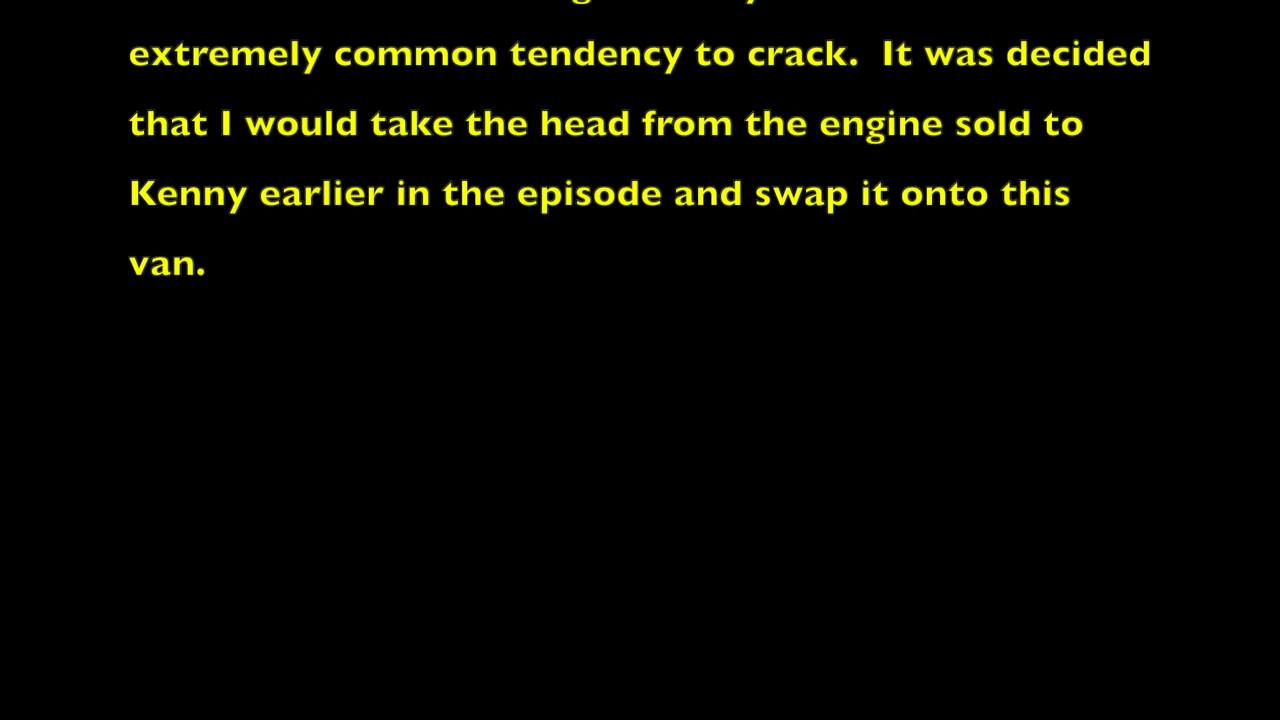 extremely common tendency to crack.  It was decided
that I would take the head from the engine sold to
Kenny earlier in the episode and swap it onto this
van.